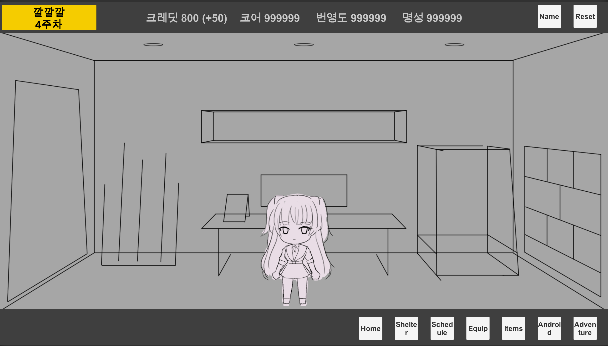 깔깔깔
4주차
크레딧 800 (+50) 코어 999999 번영도 999999 명성 999999
Name
Reset
Home
Shelte
r
Sched
ule
Equip
Items
Androi
d
Adven
ture